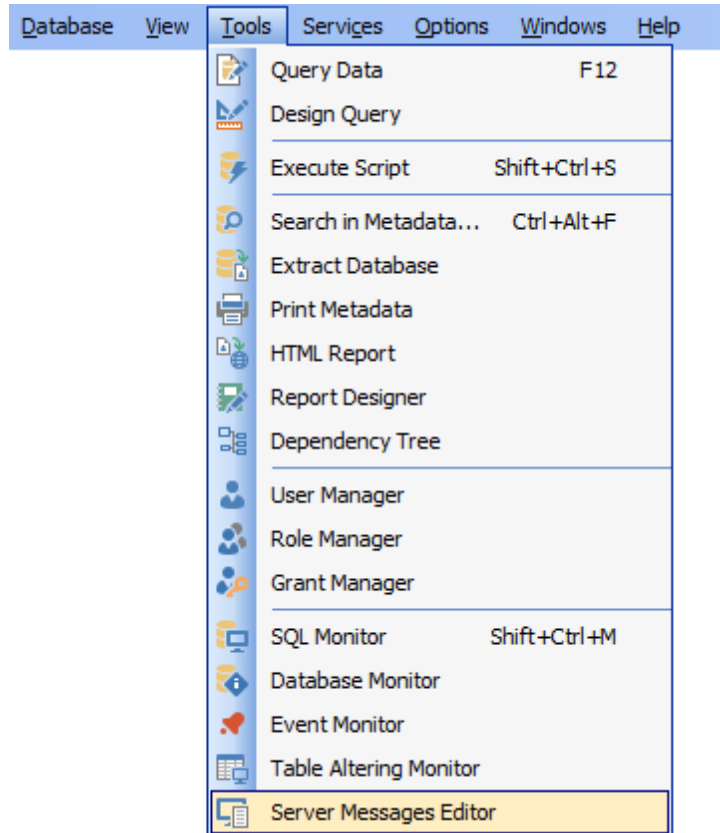 Database View Tools Services Options Windows Help
Query Data F12
Design Query
Execute Script Shift+Ctrl+S
Search in Metadata... Ctrl+Alt+F
Extract Database
Print Metadata
HTML Report
Report Designer
Dependency Tree
User Manager
Role Manager
Grant Manager
SQL Monitor Shift+Ctrl+M
Database Monitor
Event Monitor
Table Altering Monitor
Server Messages Editor